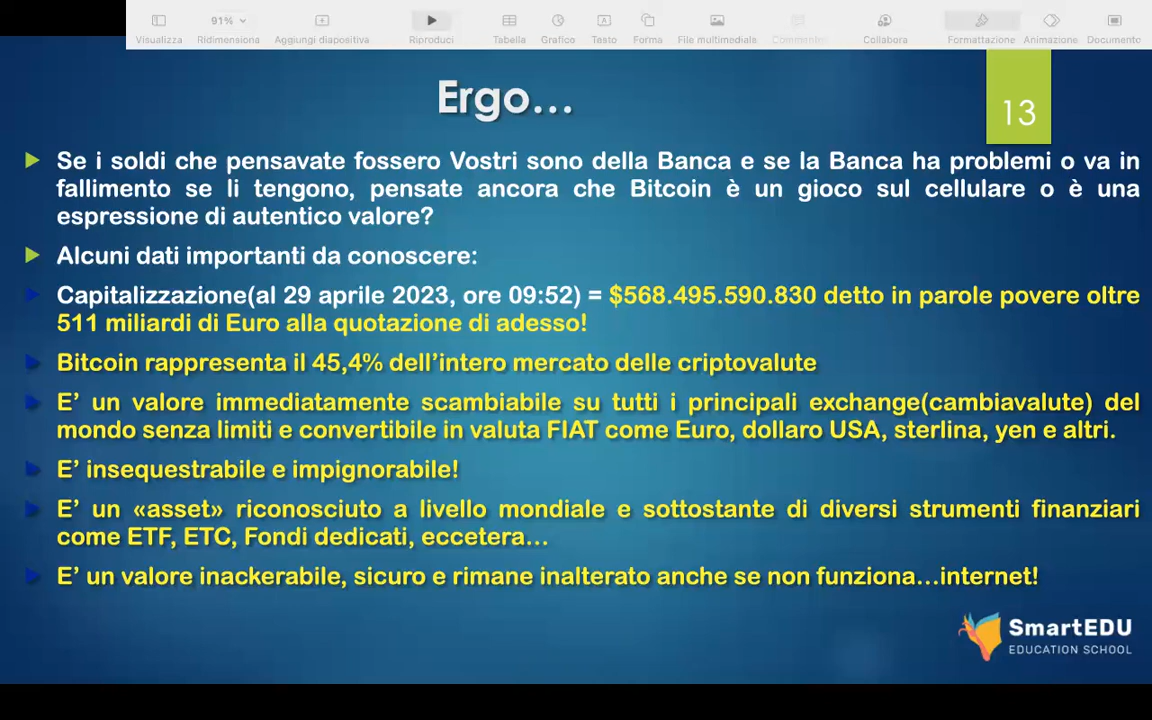 91%
Visualizza
Ridimensiona
Aggiungi diapositiva
Riproduci
Tabella
Grafico
Testo
Forma
File multimediale
Commento
Collabora
Formattazione
Animazione
Documento
Ergo…
13
Se i soldi che pensavate fossero Vostri sono della Banca e se la Banca ha problemi o va in
fallimento se li tengono, pensate ancora che Bitcoin è un gioco sul cellulare o è una
espressione di autentico valore?
Alcuni dati importanti da conoscere:
Capitalizzazione(al 29 aprile 2023, ore 09:52) = $568.495.590.830 detto in parole povere oltre
511 miliardi di Euro alla quotazione di adesso!
Bitcoin rappresenta il 45,4% dell’intero mercato delle criptovalute
E’ un valore immediatamente scambiabile su tutti i principali exchange(cambiavalute) del
mondo senza limiti e convertibile in valuta FIAT come Euro, dollaro USA, sterlina, yen e altri.
E’ insequestrabile e impignorabile!
E’ un «asset» riconosciuto a livello mondiale e sottostante di diversi strumenti finanziari
come ETF, ETC, Fondi dedicati, eccetera…
E’ un valore inackerabile, sicuro e rimane inalterato anche se non funziona…internet!
SmartEDU
EDUCATION SCHOOL